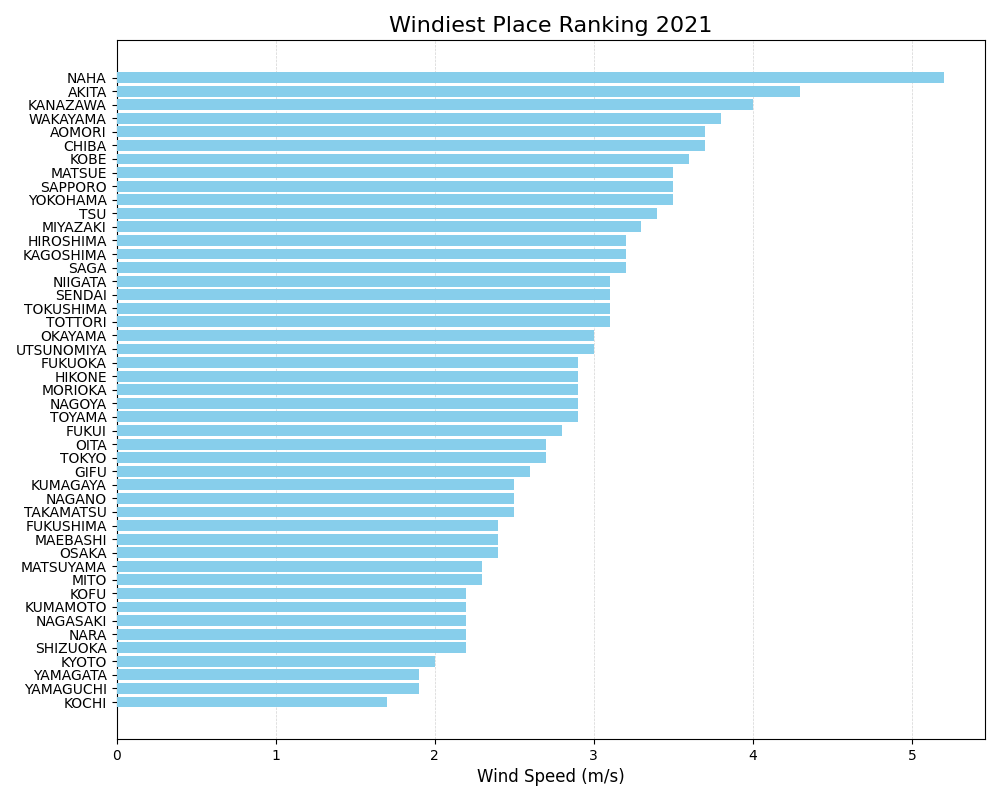 Windiest Place Ranking 2021
NAHA
AKITA
KANAZAWA
WAKAYAMA
AOMORI
CHIBA
KOBE
MATSUE
SAPPORO
YOKOHAMA
TSU
MIYAZAKI
HIROSHIMA
KAGOSHIMA
SAGA
NIIGATA
SENDAI
TOKUSHIMA
TOTTORI
OKAYAMA
UTSUNOMIYA
FUKUOKA
HIKONE
MORIOKA
NAGOYA
TOYAMA
FUKUI
OITA
TOKYO
GIFU
KUMAGAYA
NAGANO
TAKAMATSU
FUKUSHIMA
MAEBASHI
OSAKA
MATSUYAMA
MITO
KOFU
KUMAMOTO
NAGASAKI
NARA
SHIZUOKA
KYOTO
YAMAGATA
YAMAGUCHI
KOCHI
0 1 2 3 4 5
Wind Speed (m/s)